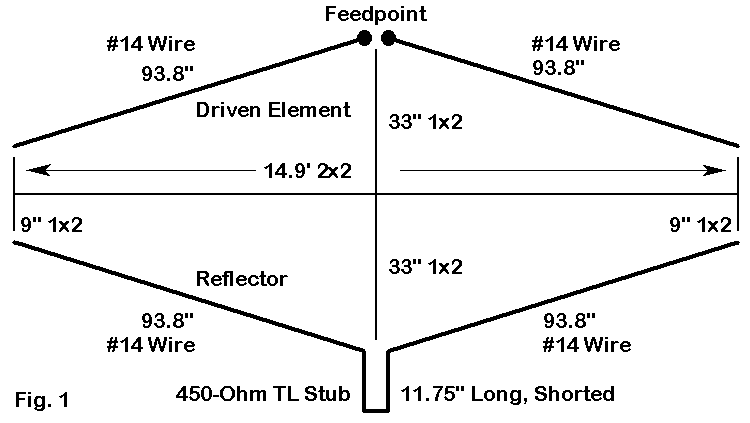 Feedpoint
#14 Wire
93.8"
#14 Wire
93.8"
Driven Element
33" 1x2
14.9' 2x2
9" 1x2
9" 1x2
Reflector
33" 1x2
93.8"
#14 Wire
93.8"
#14 Wire
450-Ohm TL Stub
11.75" Long, Shorted
Fig. 1